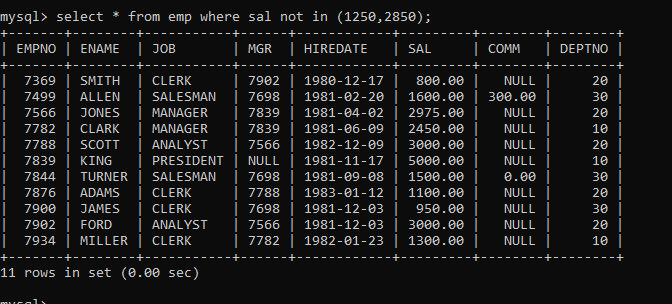 mysql> select * from emp where sal not in (1250,2850);
+-------+--------+-----------+------+------------+---------+--------+--------+
| EMPNO | ENAME  | JOB       | MGR  | HIREDATE   | SAL     | COMM   | DEPTNO |
+-------+--------+-----------+------+------------+---------+--------+--------+
|  7369 | SMITH  | CLERK     | 7902 | 1980-12-17 |  800.00 |   NULL |     20 |
|  7499 | ALLEN  | SALESMAN  | 7698 | 1981-02-20 | 1600.00 | 300.00 |     30 |
|  7566 | JONES  | MANAGER   | 7839 | 1981-04-02 | 2975.00 |   NULL |     20 |
|  7782 | CLARK  | MANAGER   | 7839 | 1981-06-09 | 2450.00 |   NULL |     10 |
|  7788 | SCOTT  | ANALYST   | 7566 | 1982-12-09 | 3000.00 |   NULL |     20 |
|  7839 | KING   | PRESIDENT | NULL | 1981-11-17 | 5000.00 |   NULL |     10 |
|  7844 | TURNER | SALESMAN  | 7698 | 1981-09-08 | 1500.00 |   0.00 |     30 |
|  7876 | ADAMS  | CLERK     | 7788 | 1983-01-12 | 1100.00 |   NULL |     20 |
|  7900 | JAMES  | CLERK     | 7698 | 1981-12-03 |  950.00 |   NULL |     30 |
|  7902 | FORD   | ANALYST   | 7566 | 1981-12-03 | 3000.00 |   NULL |     20 |
|  7934 | MILLER | CLERK     | 7782 | 1982-01-23 | 1300.00 |   NULL |     10 |
+-------+--------+-----------+------+------------+---------+--------+--------+
11 rows in set (0.00 sec)
mysql>